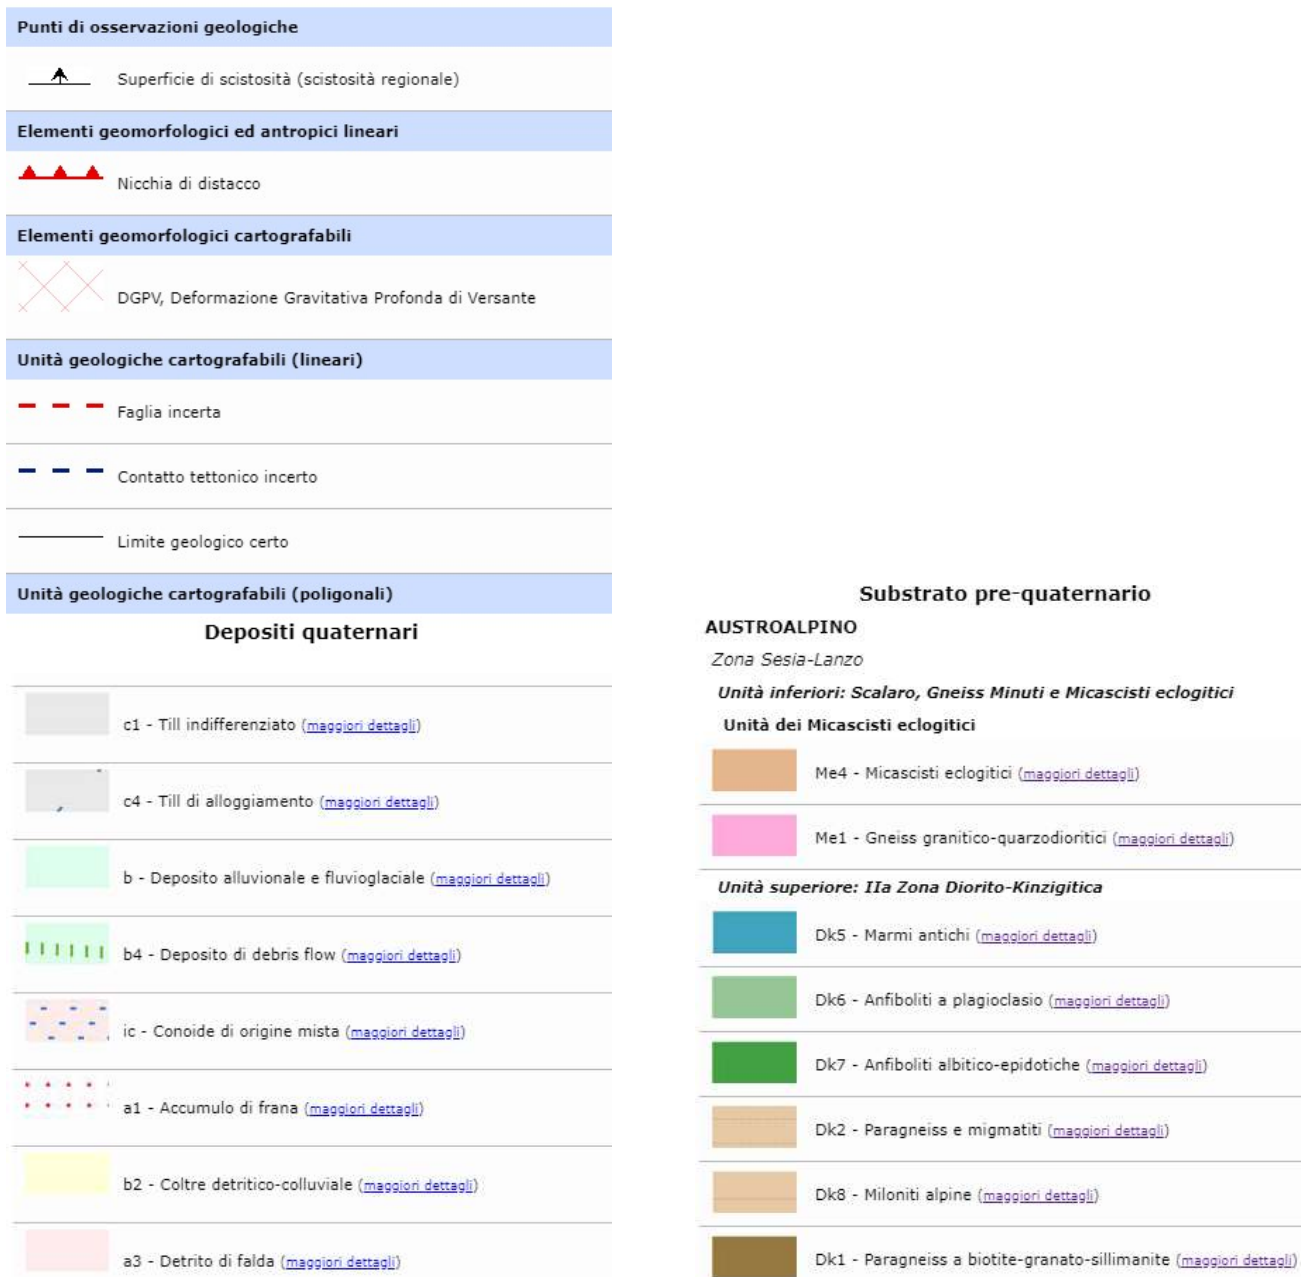 Punti di osservazioni geologiche
Superficie di scistosità (scistosità regionale)
Elementi geomorfologici ed antropici lineari
Nicchia di distacco
Elementi geomorfologici cartografabili
DGPV, Deformazione Gravitativa Profonda di Versante
Unità geologiche cartografabili (lineari)
Faglia incerta
Contatto tettonico incerto
Limite geologico certo
Unità geologiche cartografabili (poligonali)
Depositi quaternari
c1 - Till indifferenziato (maggiori dettagli)
c4 - Till di alloggiamento (maggiori dettagli)
b - Deposito alluvionale e fluvioglaciale (maggiori dettagli)
b4 - Deposito di debris flow (maggiori dettagli)
ic - Conoide di origine mista (maggiori dettagli)
a1 - Accumulo di frana (maggiori dettagli)
b2 - Coltre detritico-colluviale (maggiori dettagli)
a3 - Detrito di falda (maggiori dettagli)
Substrato pre-quaternario
AUSTROALPINO
Zona Sesia-Lanzo
Unità inferiori: Scalaro, Gneiss Minuti e Micascisti eclogitici
Unità dei Micascisti eclogitici
Me4 - Micascisti eclogitici (maggiori dettagli)
Me1 - Gneiss granitico-quarzodioritici (maggiori dettagli)
Unità superiore: IIa Zona Diorito-Kinzigitica
Dk5 - Marmi antichi (maggiori dettagli)
Dk6 - Anfiboliti a plagioclasio (maggiori dettagli)
Dk7 - Anfiboliti albitico-epidotiche (maggiori dettagli)
Dk2 - Paragneiss e migmatiti (maggiori dettagli)
Dk8 - Miloniti alpine (maggiori dettagli)
Dk1 - Paragneiss a biotite-granato-sillimanite (maggiori dettagli)